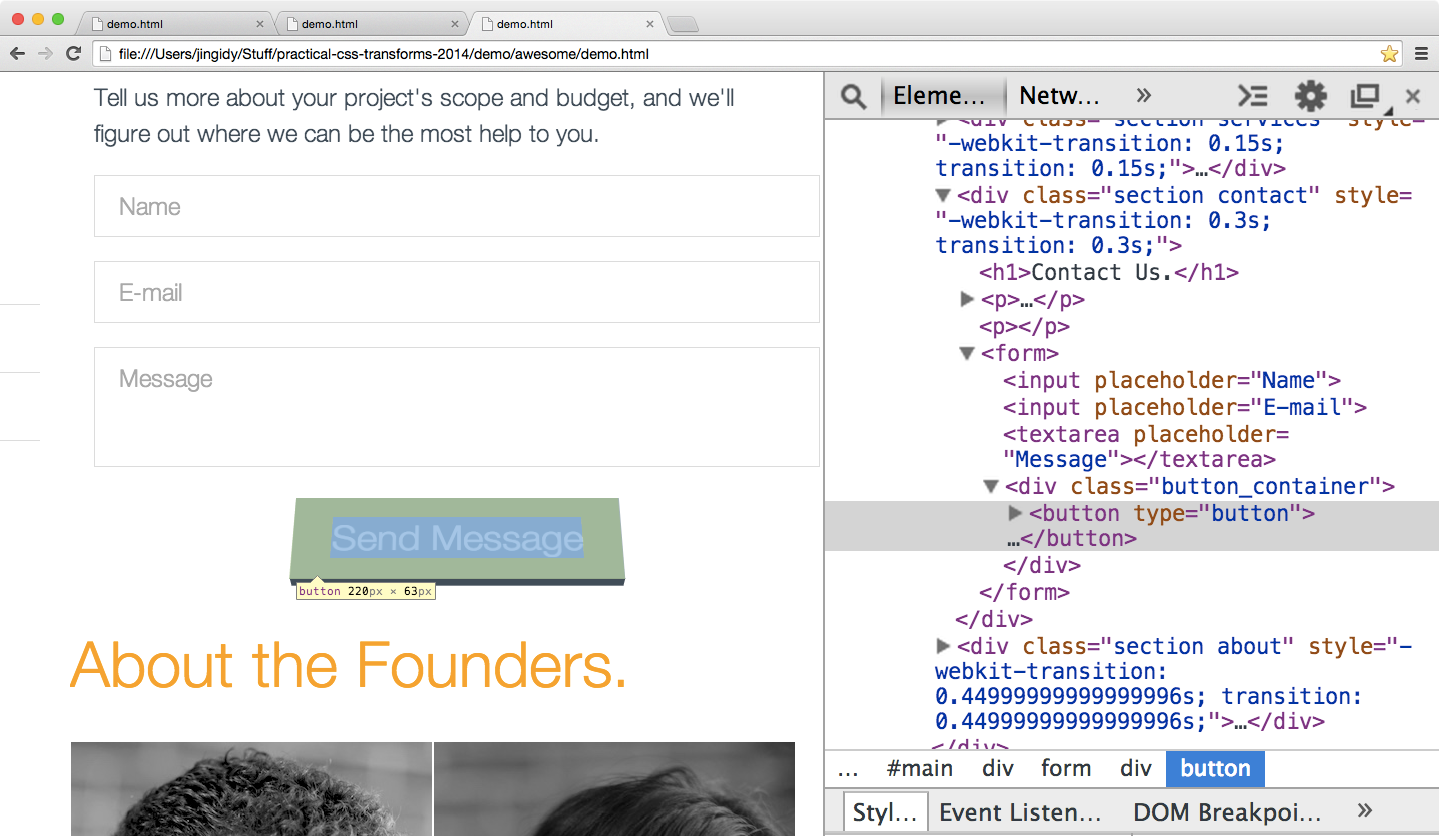 demo.html
demo.html
demo.html
file:///Users/jingidy/Stuff/practical-css-transforms-2014/demo/awesome/demo.html
Tell us more about your project's scope and budget, and we'll
figure out where we can be the most help to you.
Name
E-mail
Message
Send Message
button 220px × 63px
About the Founders.
Eleme…
Netw…
»
<div class="section services" style=
"-webkit-transition: 0.15s;
transition: 0.15s;">…</div>
<div class="section contact" style=
"-webkit-transition: 0.3s;
transition: 0.3s;">
<h1>Contact Us.</h1>
<p>…</p>
<p></p>
<form>
<input placeholder="Name">
<input placeholder="E-mail">
<textarea placeholder=
"Message"></textarea>
<div class="button_container">
<button type="button">
…</button>
</div>
</form>
</div>
<div class="section about" style="-
webkit-transition:
0.44999999999999996s; transition:
0.44999999999999996s;">…</div>
</div>
… #main div form div button
Styl… Event Listen… DOM Breakpoi… »